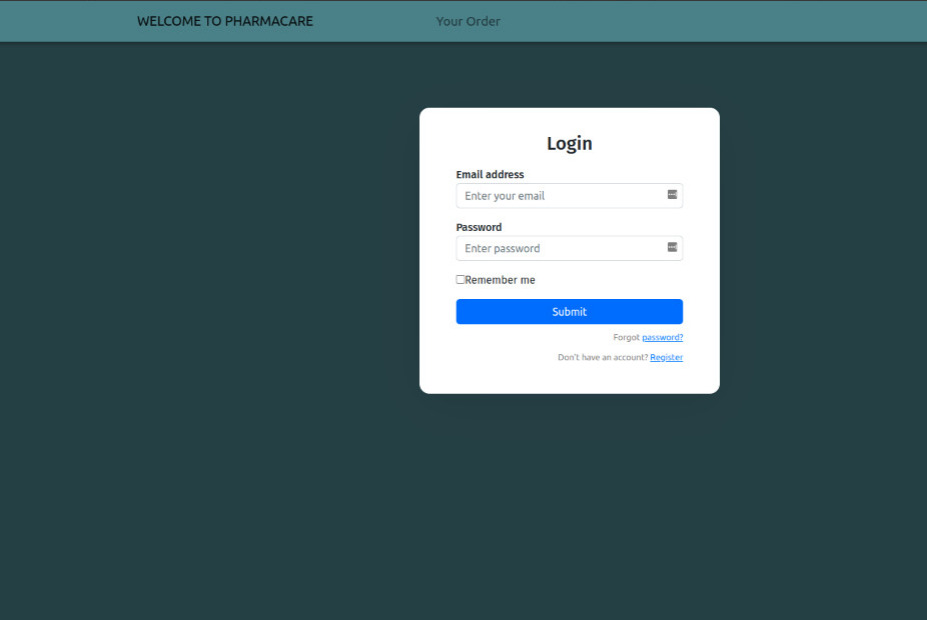 WELCOME TO PHARMACARE
Your Order
Login
Email address
Enter your email
Password
Enter password
Remember me
Submit
Forgot password?
Don't have an account? Register